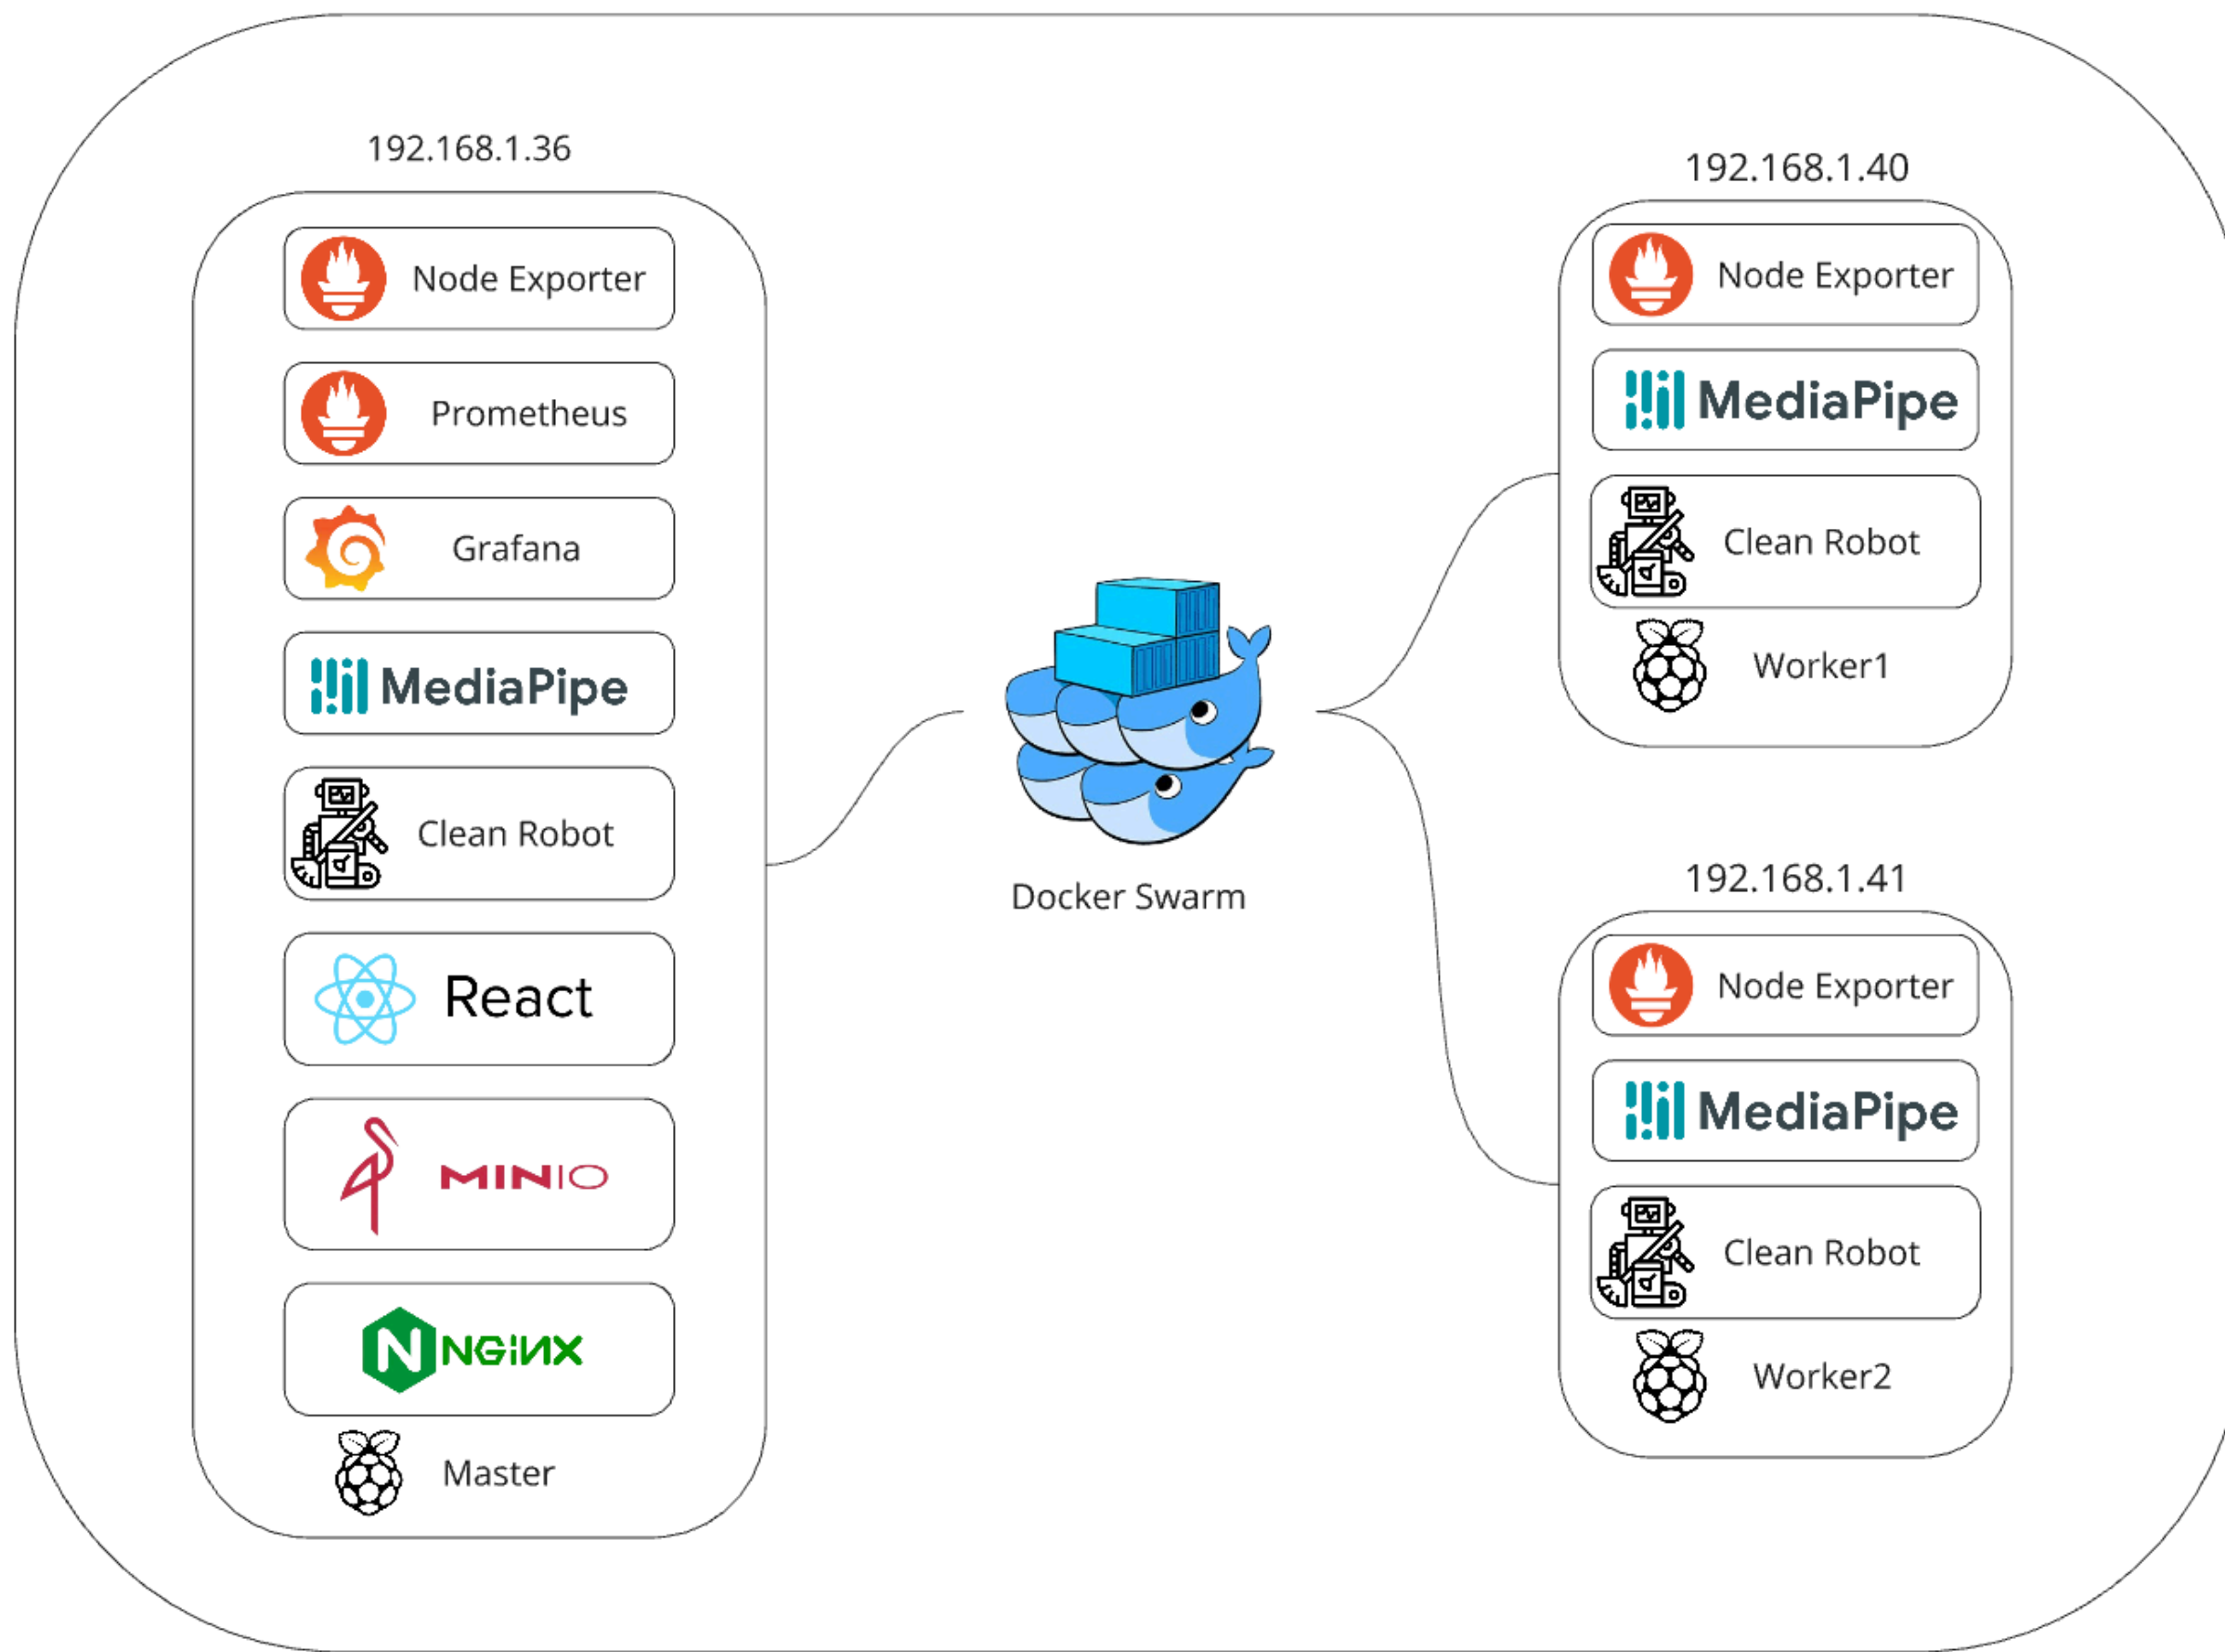 192.168.1.36
Node Exporter
Prometheus
Grafana
MediaPipe
Clean Robot
React
MINIO
NGINX
Master
Docker Swarm
192.168.1.40
Node Exporter
MediaPipe
Clean Robot
Worker1
192.168.1.41
Node Exporter
MediaPipe
Clean Robot
Worker2